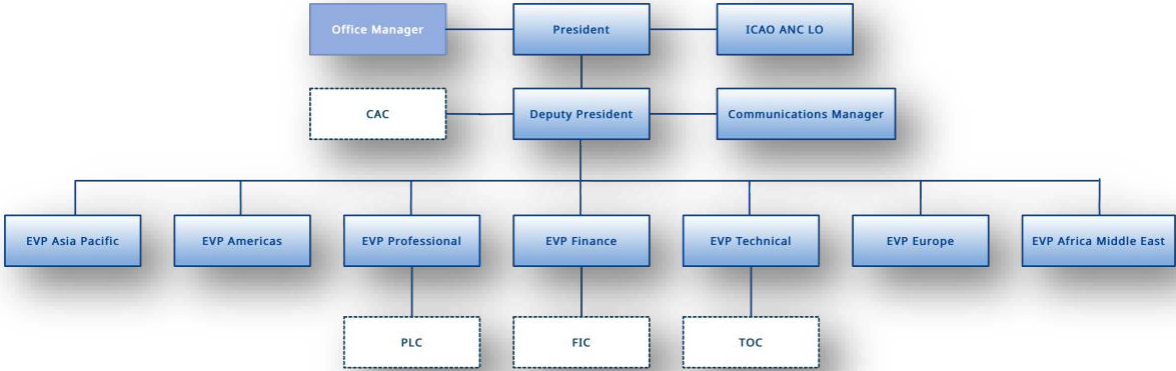 Office Manager
President
ICAO ANC LO
CAC
Deputy President
Communications Manager
EVP Asia Pacific
EVP Americas
EVP Professional
EVP Finance
EVP Technical
EVP Europe
EVP Africa Middle East
PLC
FIC
TOC